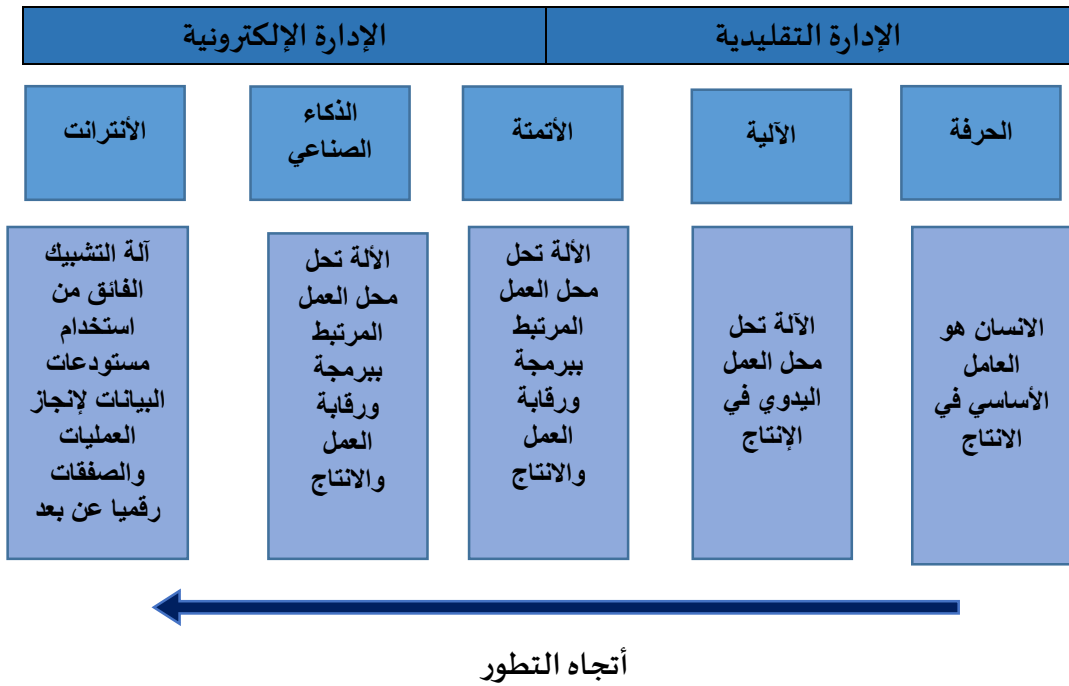 الإدارة التقليدية
الإدارة الإلكترونية
الحرفة
الآلية
الأتمتة
الذكاء
الصناعي
الأنترانت
الانسان هو
العامل
الأساسي في
الانتاج
الآلة تحل
محل العمل
اليدوي في
الإنتاج
الألة تحل
محل العمل
المرتبط
ببرمجة
ورقابة
العمل
والانتاج
الألة تحل
محل العمل
المرتبط
ببرمجة
ورقابة
العمل
والانتاج
آلة التشبيك
الفائق من
استخدام
مستودعات
البيانات لإنجاز
العمليات
والصفقات
رقميا عن بعد
أتجاه التطور